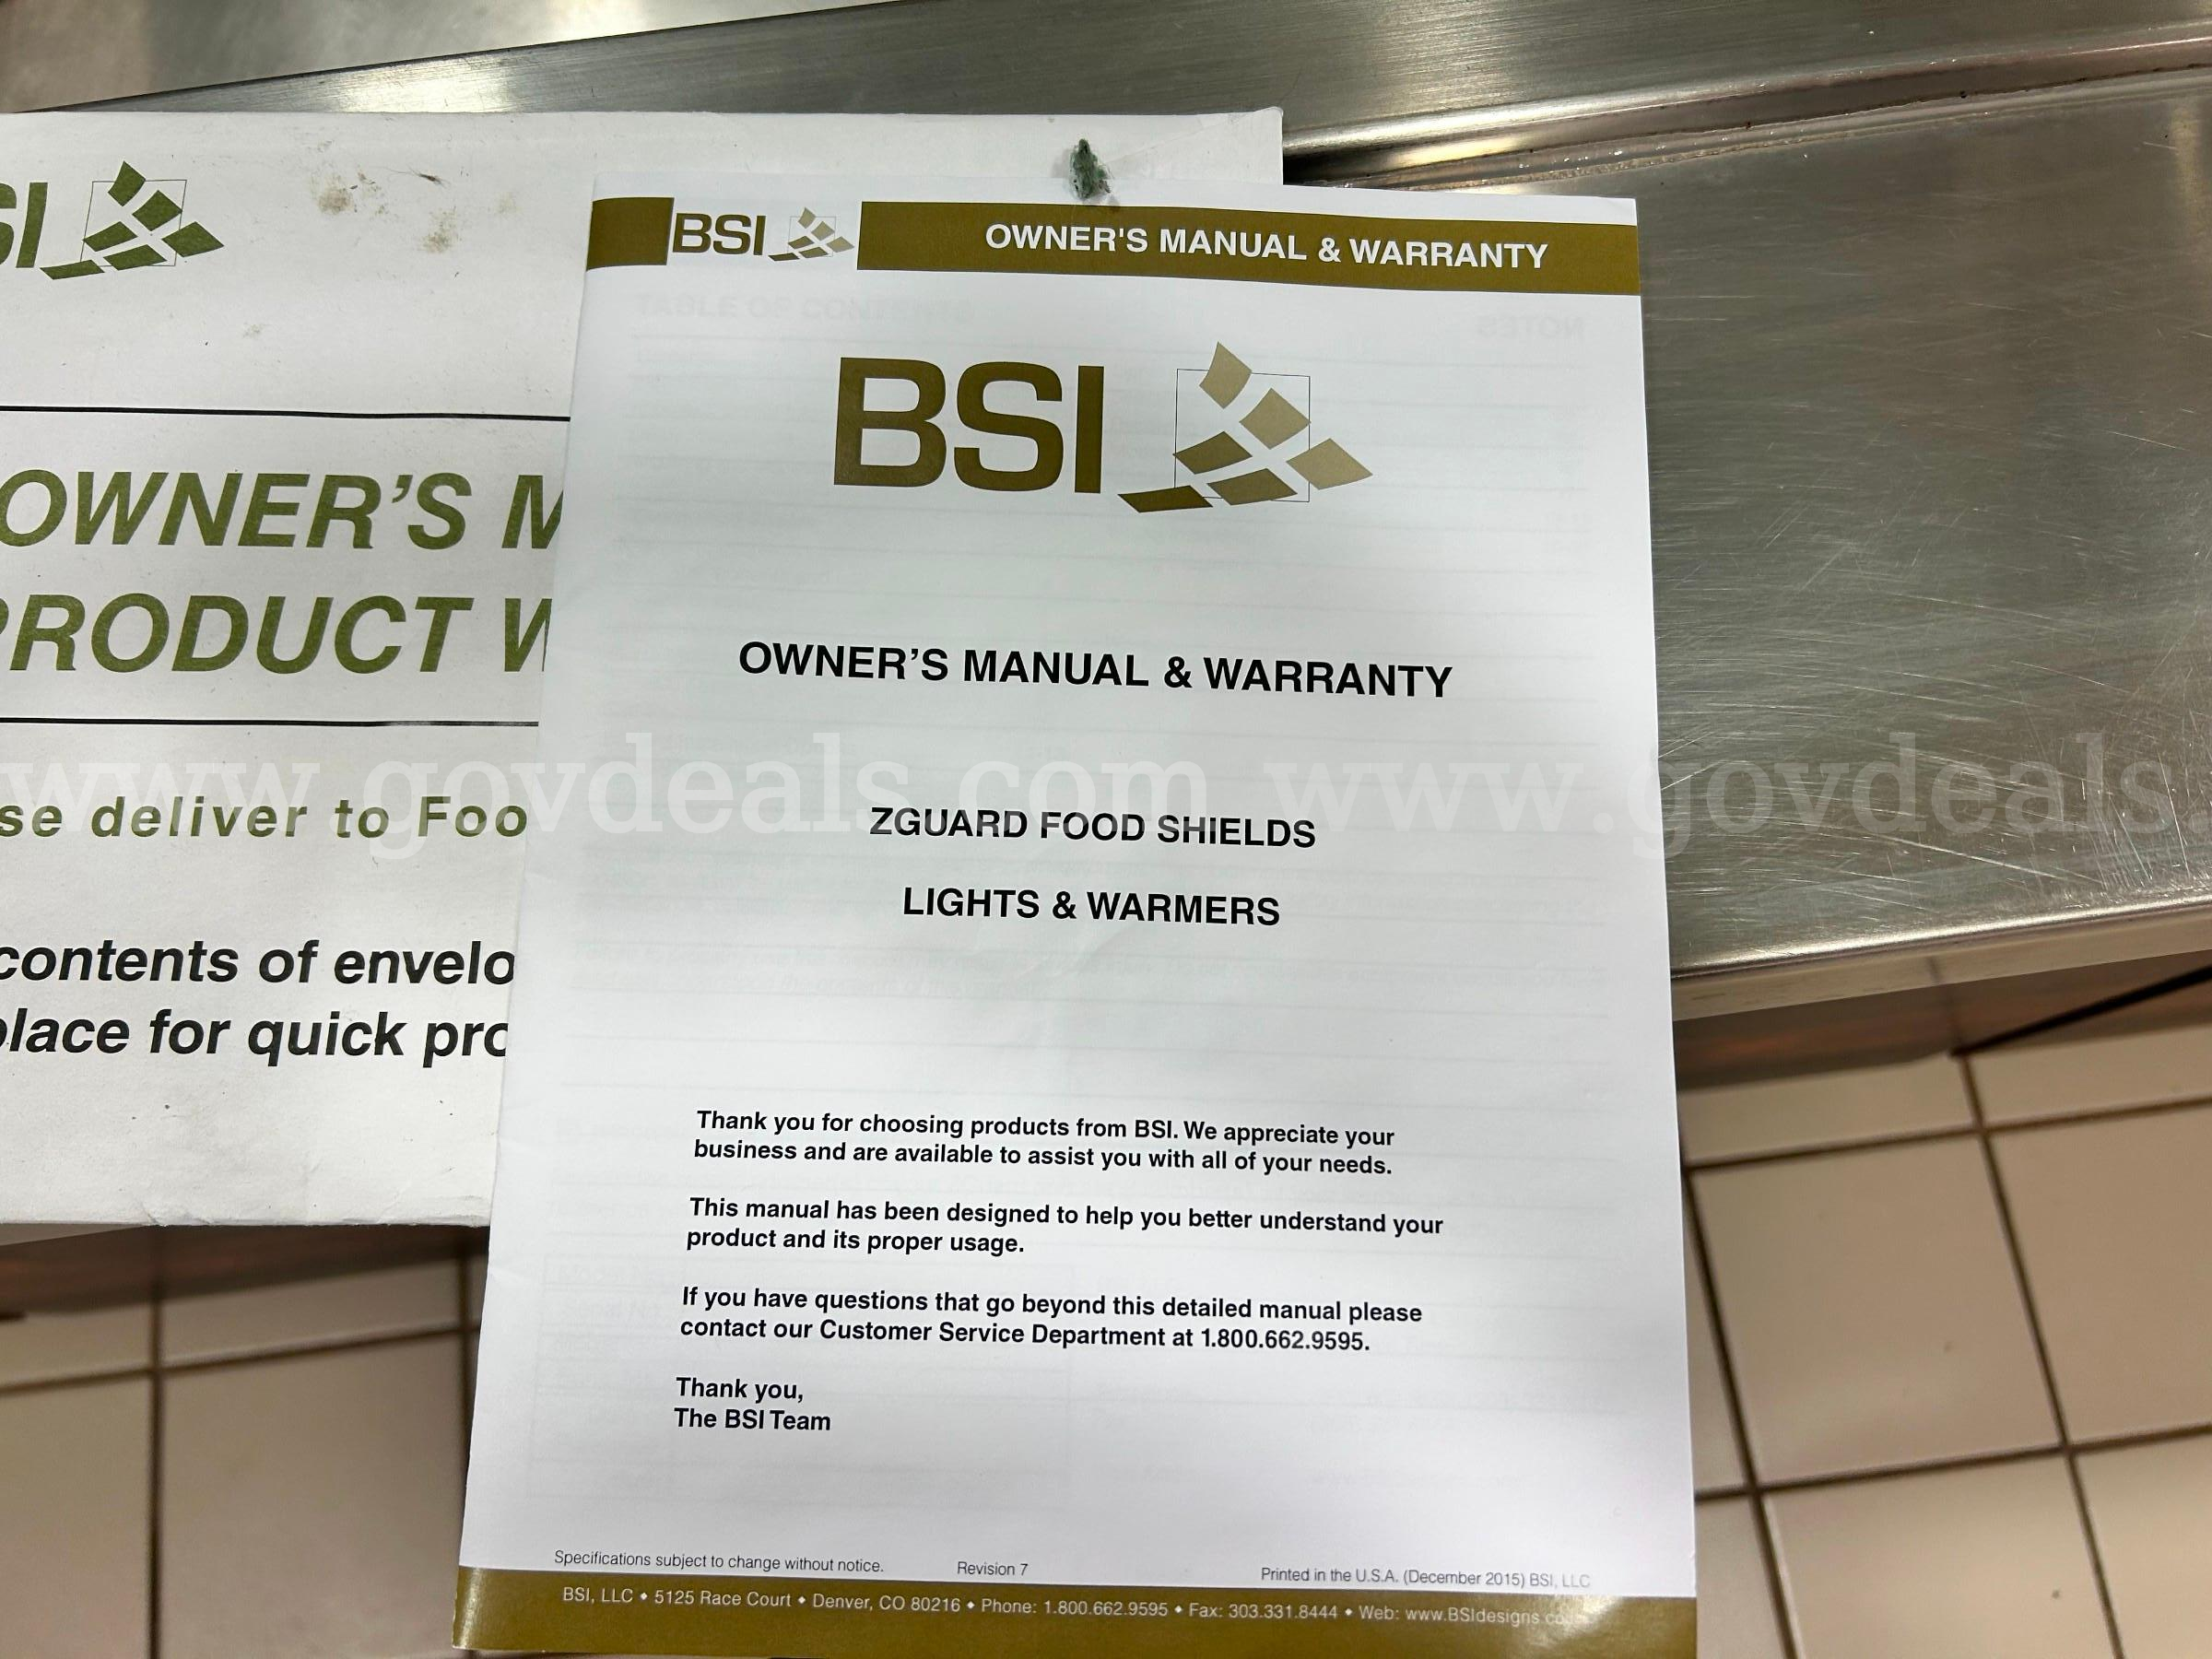 SI
OWNER'S M
PRODUCT W
se deliver to Foo
contents of envelo
place for quick pro
BSI
OWNER'S MANUAL & WARRANTY
TABLE OF CONTENTS
NOTES
BSI
OWNER'S MANUAL & WARRANTY
www.govdeals.com www.govdeals.
ZGUARD FOOD SHIELDS
LIGHTS & WARMERS
Thank you for choosing products from BSI. We appreciate your
business and are available to assist you with all of your needs.
This manual has been designed to help you better understand your
product and its proper usage.
If you have questions that go beyond this detailed manual please
contact our Customer Service Department at 1.800.662.9595.
Thank you,
The BSI Team
Specifications subject to change without notice. Revision 7 Printed in the U.S.A. (December 2015) BSI, LLC
BSI, LLC ◆ 5125 Race Court ◆ Denver, CO 80216 ◆ Phone: 1.800.662.9595 ◆ Fax: 303.331.8444 ◆ Web: www.BSIdesigns.com